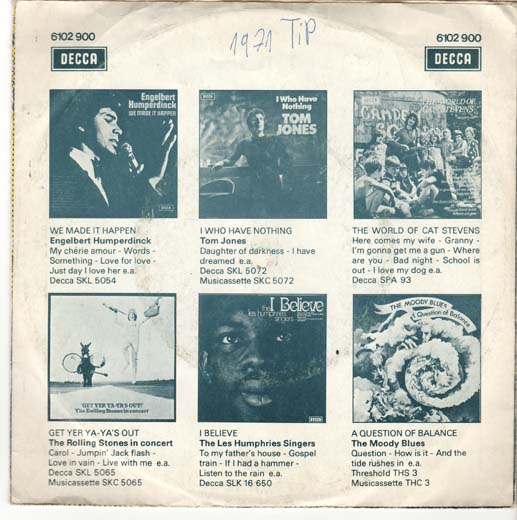 6102 900
1971 TiP
6102 900
DECCA
DECCA
Engelbert
Humperdinck
WE MADE IT HAPPEN
I Who Have
Nothing
TOM
JONES
THE WORLD OF
CAT STEVENS
WE MADE IT HAPPEN
Engelbert Humperdinck
My chérie amour - Words -
Something - Love for love -
Just day I love her e.a.
Decca SKL 5054
I WHO HAVE NOTHING
Tom Jones
Daughter of darkness - I have
dreamed e.a.
Decca SKL 5072
Musicassette SKC 5072
THE WORLD OF CAT STEVENS
Here comes my wife - Granny -
I'm gonna get me a gun - Where
are you - Bad night - School is
out - I love my dog e.a.
Decca SPA 93
'GET YER YA-YA'S OUT!'
The Rolling Stones in concert
I Believe
the
les humphries
singers
DECCA
THE MOODY BLUES
A Question of Balance
GET YER YA-YA'S OUT
The Rolling Stones in concert
Carol - Jumpin' Jack flash -
Love in vain - Live with me e.a.
Decca SKL 5065
Musicassette SKC 5065
I BELIEVE
The Les Humphries Singers
To my father's house - Gospel
train - If I had a hammer -
Listen to the rain e.a.
Decca SLK 16 650
A QUESTION OF BALANCE
The Moody Blues
Question - How is it - And the
tide rushes in e.a.
Threshold THS 3
Musicassette THC 3